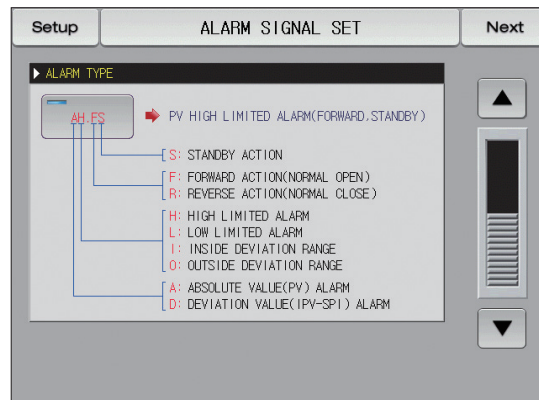 Setup
ALARM SIGNAL SET
Next
ALARM TYPE
AH.FS
PV HIGH LIMITED ALARM(FORWARD,STANDBY)
S: STANDBY ACTION
F: FORWARD ACTION(NORMAL OPEN)
R: REVERSE ACTION(NORMAL CLOSE)
H: HIGH LIMITED ALARM
L: LOW LIMITED ALARM
I: INSIDE DEVIATION RANGE
O: OUTSIDE DEVIATION RANGE
A: ABSOLUTE VALUE(PV) ALARM
D: DEVIATION VALUE(IPV-SPI) ALARM